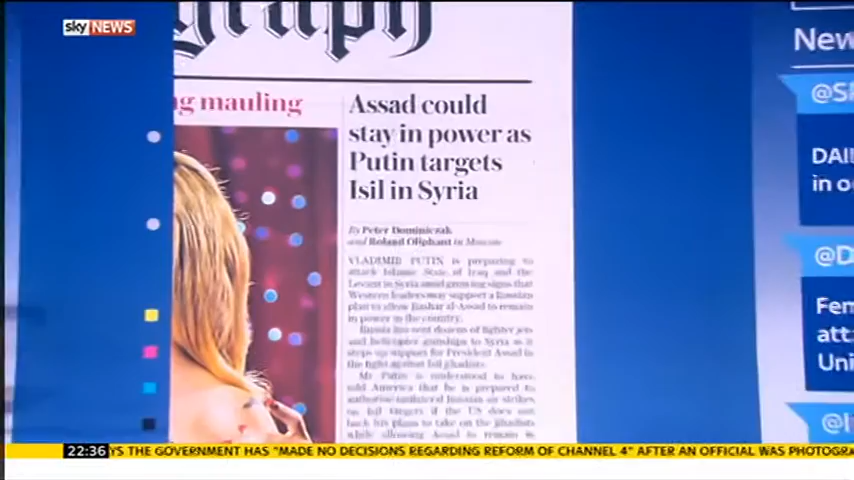 sky NEWS
graph
g mauling
Assad could
stay in power as
Putin targets
Isil in Syria
By Peter Dominiczak
and Roland Oliphant in Moscow
VLADIMIR PUTIN is preparing to
attack Islamic State of Iraq and the
Levant in Syria amid growing signs that
Western leaders may support a Russian
plan to allow Bashar al-Assad to remain
in power in the country.
Russia has sent dozens of fighter jets
and helicopter gunships to Syria as it
steps up support for President Assad in
the fight against Isil jihadists.
Mr Putin is understood to have
told America that he is prepared to
authorise unilateral Russian air strikes
on Isil targets if the US does not
back his plans to take on the jihadists
while allowing Assad to remain in
New
@S
DAI
in o
@D
Fem
att
Uni
@I
22:36 YS THE GOVERNMENT HAS "MADE NO DECISIONS REGARDING REFORM OF CHANNEL 4" AFTER AN OFFICIAL WAS PHOTOGRA